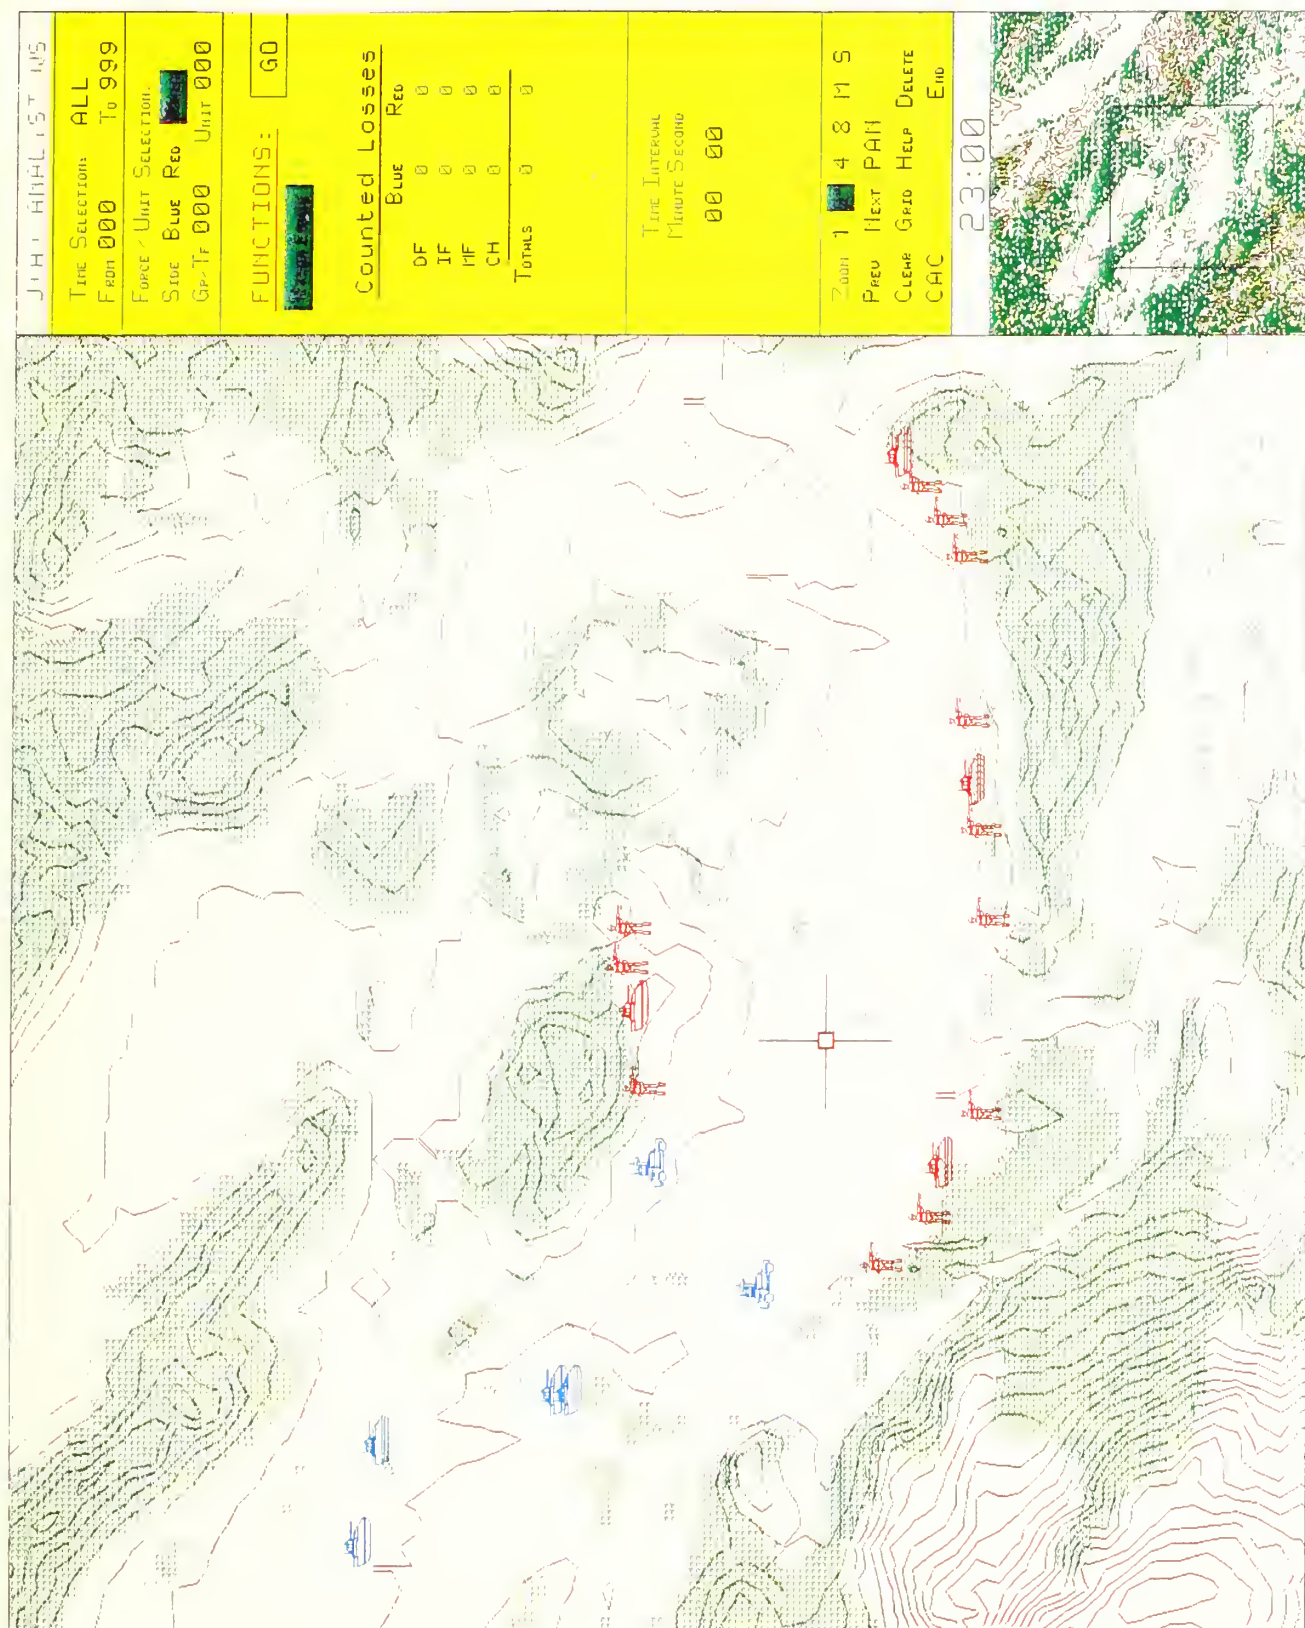 ANALIST WS
TIME SELECTION: ALL
FROM 000 TO 999
FORCE / UNIT SELECTION:
SIDE BLUE RED
GP-TF 000 UNIT 000
FUNCTIONS: GO
Counted Losses
BLUE RED
DF 0 0
IF 0 0
MF 0 0
CH 0 0
TOTALS 0 0
TIME INTERVAL
MINUTE SECOND
00 00
ZOOM 1 4 8 M S
PREV NEXT PAN
CLEAR GRID HELP DELETE
CAC END
23:00